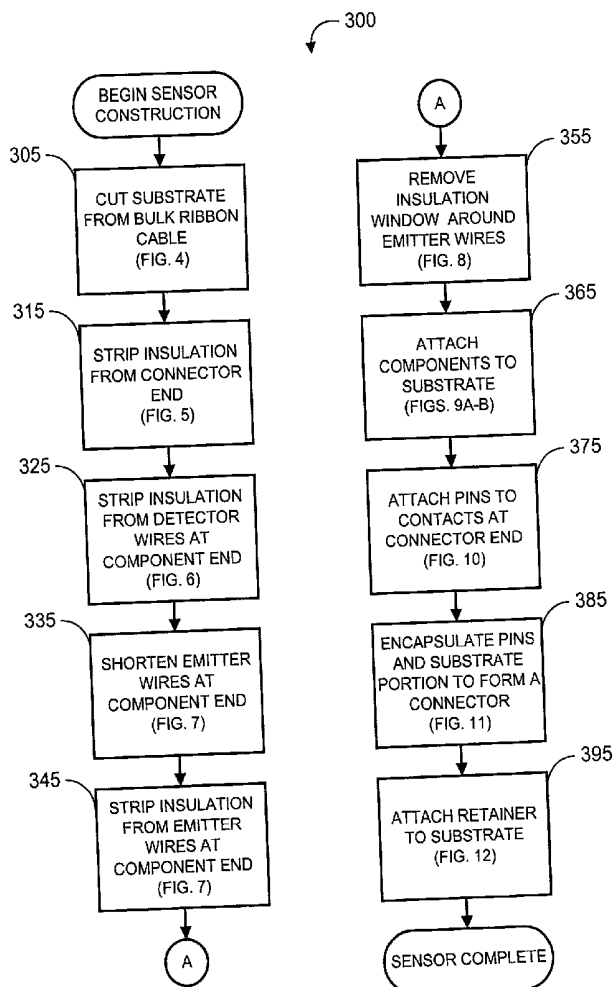 300
BEGIN SENSOR
CONSTRUCTION
305
CUT SUBSTRATE
FROM BULK RIBBON
CABLE
(FIG. 4)
315
STRIP INSULATION
FROM CONNECTOR
END
(FIG. 5)
325
STRIP INSULATION
FROM DETECTOR
WIRES AT
COMPONENT END
(FIG. 6)
335
SHORTEN EMITTER
WIRES AT
COMPONENT END
(FIG. 7)
345
STRIP INSULATION
FROM EMITTER
WIRES AT
COMPONENT END
(FIG. 7)
A
A
355
REMOVE
INSULATION
WINDOW AROUND
EMITTER WIRES
(FIG. 8)
365
ATTACH
COMPONENTS TO
SUBSTRATE
(FIGS. 9A-B)
375
ATTACH PINS TO
CONTACTS AT
CONNECTOR END
(FIG. 10)
385
ENCAPSULATE PINS
AND SUBSTRATE
PORTION TO FORM A
CONNECTOR
(FIG. 11)
395
ATTACH RETAINER
TO SUBSTRATE
(FIG. 12)
SENSOR COMPLETE